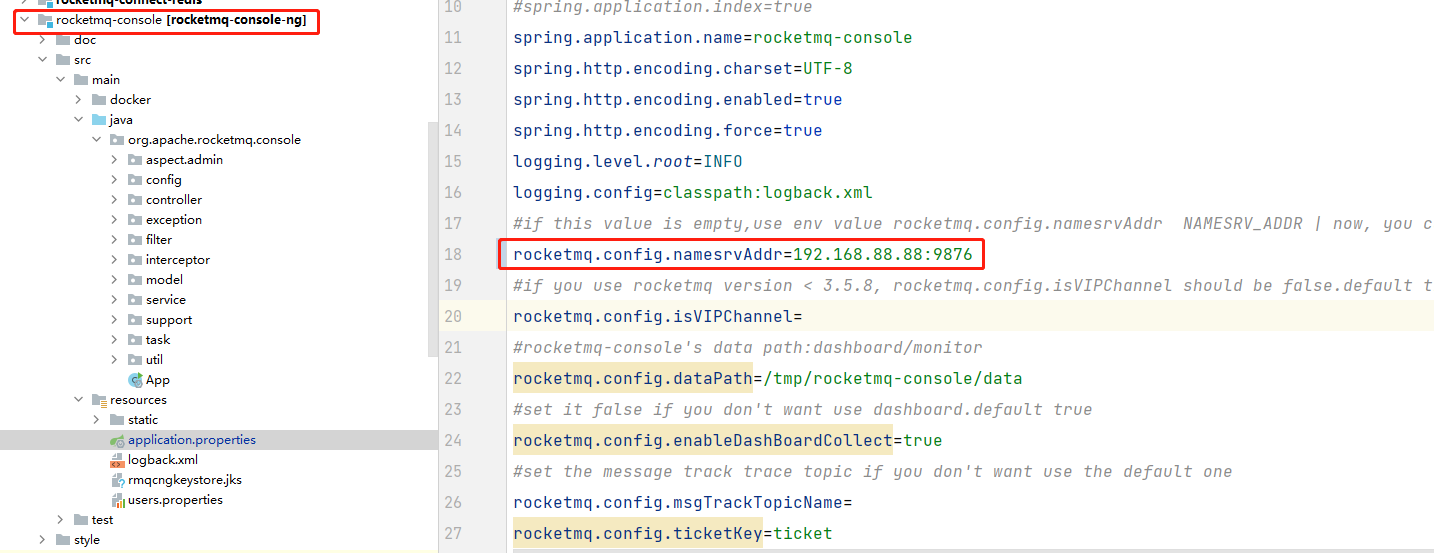 rocketmq-connect-redis
rocketmq-console [rocketmq-console-ng]
doc
src
main
docker
java
org.apache.rocketmq.console
aspect.admin
config
controller
exception
filter
interceptor
model
service
support
task
util
App
resources
static
application.properties
logback.xml
rmqcngkeystore.jks
users.properties
test
style
10 #spring.application.index=true
11 spring.application.name=rocketmq-console
12 spring.http.encoding.charset=UTF-8
13 spring.http.encoding.enabled=true
14 spring.http.encoding.force=true
15 logging.level.root=INFO
16 logging.config=classpath:logback.xml
17 #if this value is empty,use env value rocketmq.config.namesrvAddr  NAMESRV_ADDR | now, you c
18 rocketmq.config.namesrvAddr=192.168.88.88:9876
19 #if you use rocketmq version < 3.5.8, rocketmq.config.isVIPChannel should be false.default t
20 rocketmq.config.isVIPChannel=
21 #rocketmq-console's data path:dashboard/monitor
22 rocketmq.config.dataPath=/tmp/rocketmq-console/data
23 #set it false if you don't want use dashboard.default true
24 rocketmq.config.enableDashBoardCollect=true
25 #set the message track trace topic if you don't want use the default one
26 rocketmq.config.msgTrackTopicName=
27 rocketmq.config.ticketKey=ticket